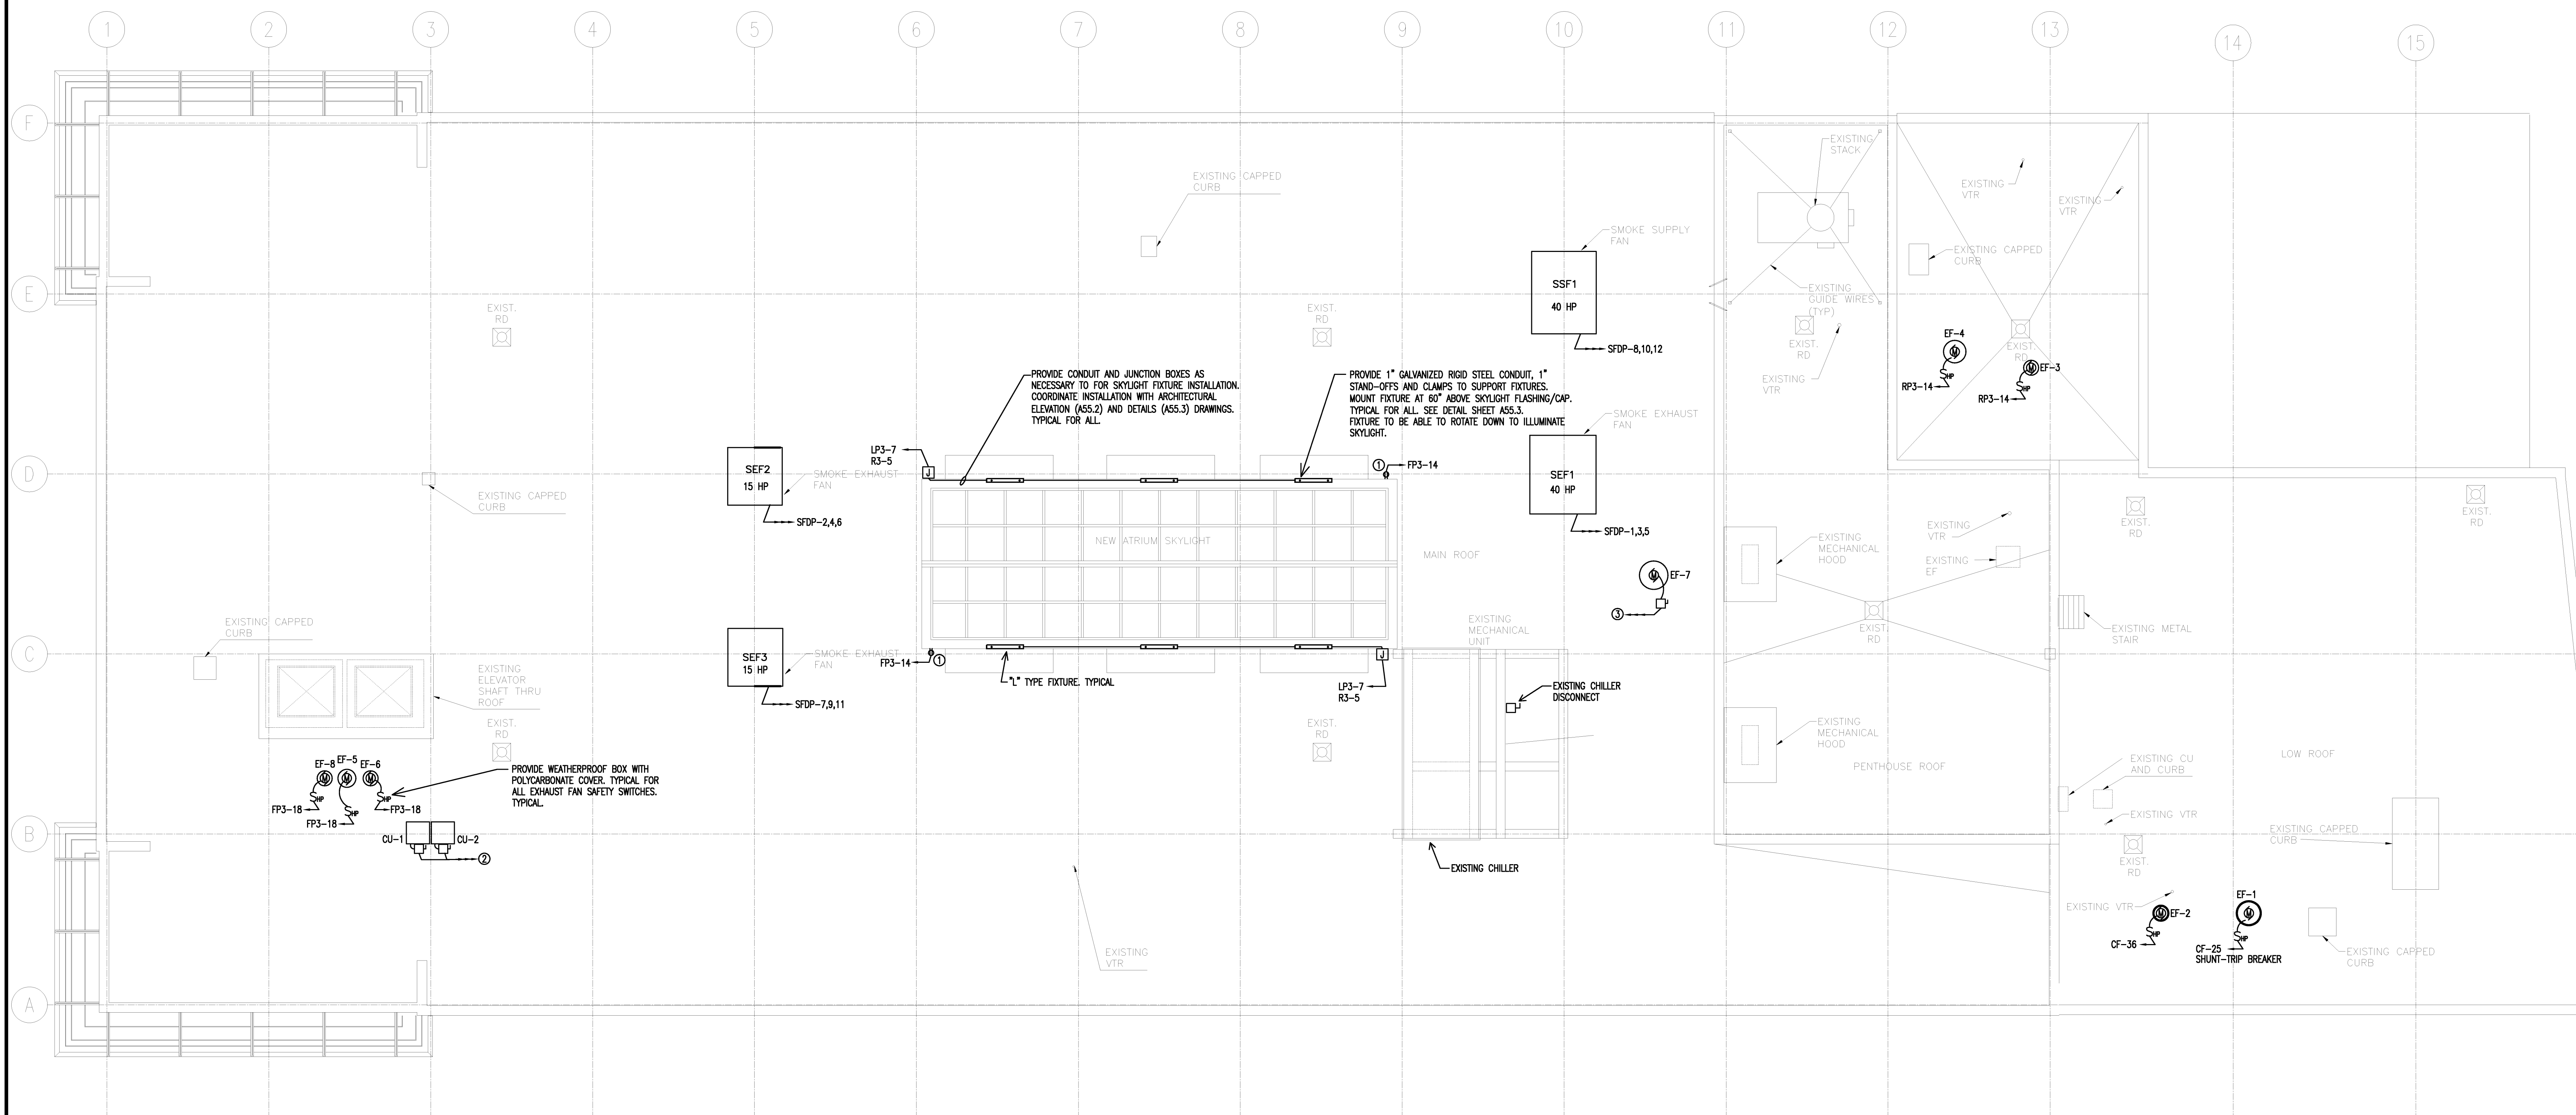 1
2
3
4
5
6
7
8
9
10
11
12
13
14
15
F
E
D
C
B
A
EXISTING
STACK
EXISTING CAPPED
CURB
EXISTING
VTR
EXISTING
VTR
SMOKE SUPPLY
FAN
EXISTING CAPPED
CURB
SSF1
40 HP
EXISTING
GUIDE WIRES
(TYP)
EXIST.
RD
EXIST.
RD
EXIST.
RD
EXIST.
RD
EF-4
EF-3
RP3-14
RP3-14
SFDP-8,10,12
EXISTING
VTR
PROVIDE CONDUIT AND JUNCTION BOXES AS
NECESSARY TO FOR SKYLIGHT FIXTURE INSTALLATION.
COORDINATE INSTALLATION WITH ARCHITECTURAL
ELEVATION (A55.2) AND DETAILS (A55.3) DRAWINGS.
TYPICAL FOR ALL.
PROVIDE 1" GALVANIZED RIGID STEEL CONDUIT, 1"
STAND-OFFS AND CLAMPS TO SUPPORT FIXTURES.
MOUNT FIXTURE AT 60" ABOVE SKYLIGHT FLASHING/CAP.
TYPICAL FOR ALL. SEE DETAIL SHEET A55.3.
FIXTURE TO BE ABLE TO ROTATE DOWN TO ILLUMINATE
SKYLIGHT.
SMOKE EXHAUST
FAN
LP3-7
R3-5
J
1
FP3-14
SEF2
15 HP
SMOKE EXHAUST
FAN
SFDP-2,4,6
SEF1
40 HP
SFDP-1,3,5
EXISTING CAPPED
CURB
NEW ATRIUM SKYLIGHT
MAIN ROOF
EF-7
3
EXISTING
MECHANICAL
HOOD
EXISTING
VTR
EXISTING
EF
EXIST.
RD
EXIST.
RD
EXIST.
RD
EXISTING METAL
STAIR
EXISTING
MECHANICAL
UNIT
EXISTING CAPPED
CURB
EXISTING
ELEVATOR
SHAFT THRU
ROOF
SEF3
15 HP
SMOKE EXHAUST
FAN
SFDP-7,9,11
FP3-14
1
"L" TYPE FIXTURE. TYPICAL
J
LP3-7
R3-5
EXISTING CHILLER
DISCONNECT
EXIST.
RD
EXIST.
RD
EXISTING
MECHANICAL
HOOD
PENTHOUSE ROOF
LOW ROOF
EXISTING CU
AND CURB
EXISTING VTR
EXIST.
RD
EXISTING CAPPED
CURB
EF-8
EF-5
EF-6
HP
HP
HP
FP3-18
FP3-18
FP3-18
PROVIDE WEATHERPROOF BOX WITH
POLYCARBONATE COVER. TYPICAL FOR
ALL EXHAUST FAN SAFETY SWITCHES.
TYPICAL.
CU-1
CU-2
2
EXISTING CHILLER
EXISTING
VTR
EXISTING VTR
EF-2
HP
CF-36
EF-1
HP
CF-25
SHUNT-TRIP BREAKER
EXISTING CAPPED
CURB